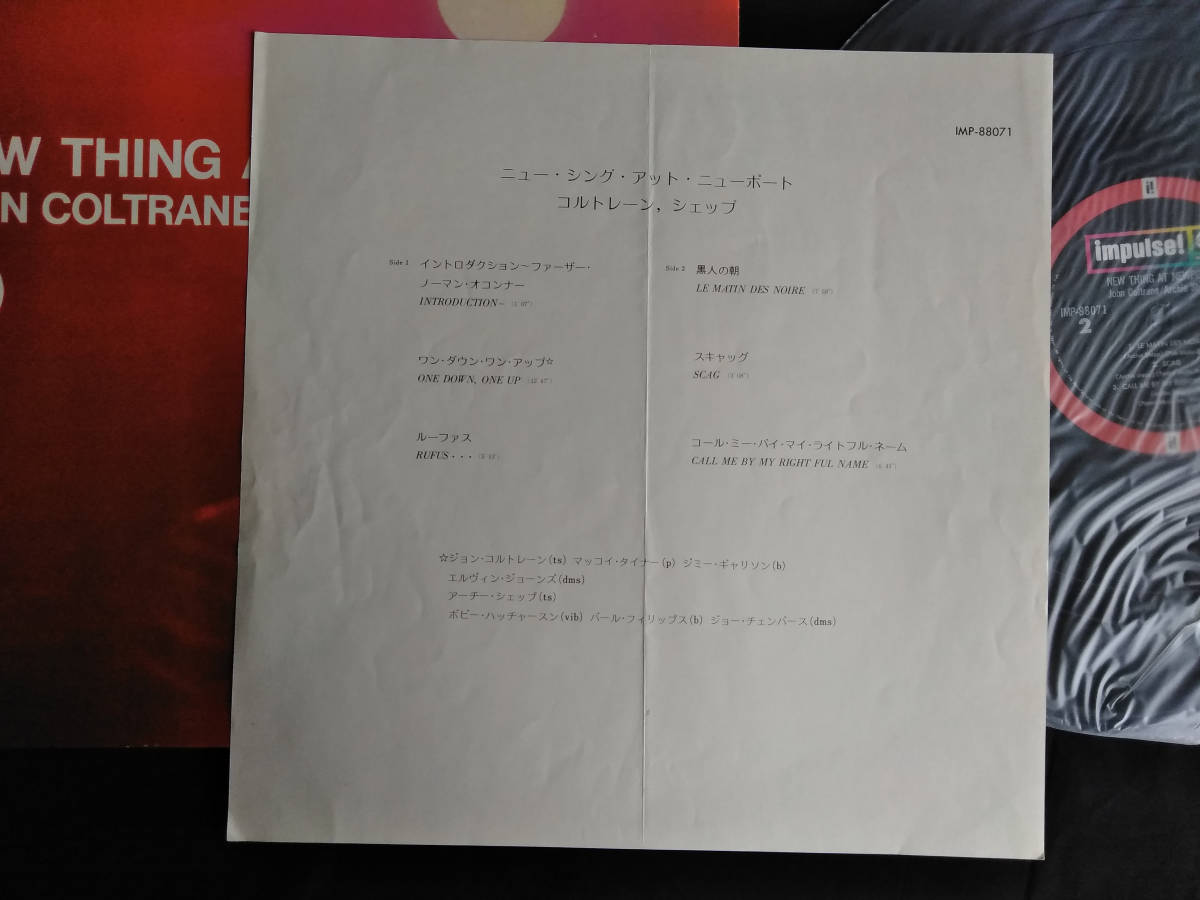 W THING A
N COLTRANE
IMP-88071
ニュー・シング・アット・ニューポート
コルトレーン, シェップ
Side 1 イントロダクション〜ファーザー・
ノーマン・オコンナー
INTRODUCTION~
ワン・ダウン・ワン・アップ☆
ONE DOWN, ONE UP
ルーファス
RUFUS・・・
Side 2 黒人の朝
LE MATIN DES NOIRE
スキャッグ
SCAG
コール・ミー・バイ・マイ・ライトフル・ネーム
CALL ME BY MY RIGHT FUL NAME
☆ジョン・コルトレーン(ts) マッコイ・タイナー(p) ジミー・ギャリソン(b)
エルヴィン・ジョーンズ(dms)
アーチー・シェップ(ts)
ボビー・ハッチャースン(vib) バール・フィリップス(b) ジョー・チェンバース(dms)
i!
impulse!
NEW THING AT
John Coltrane/Archie
IMP-88071
2